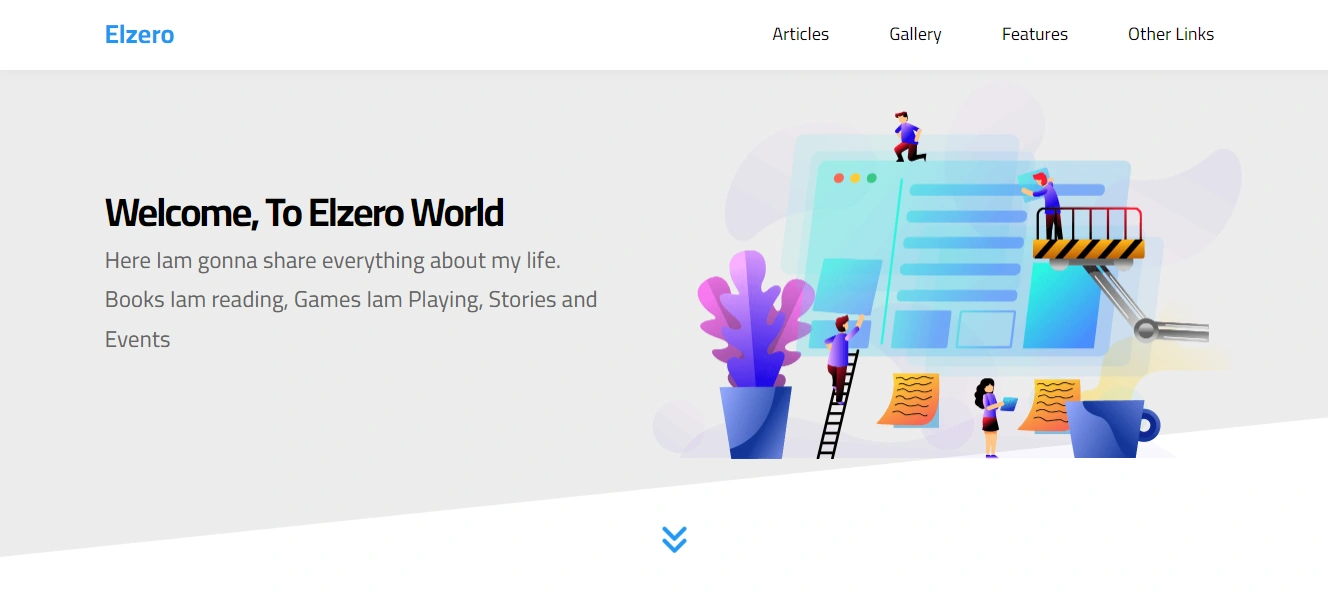 Elzero
Articles
Gallery
Features
Other Links
Welcome, To Elzero World
Here Iam gonna share everything about my life.
Books Iam reading, Games Iam Playing, Stories and
Events